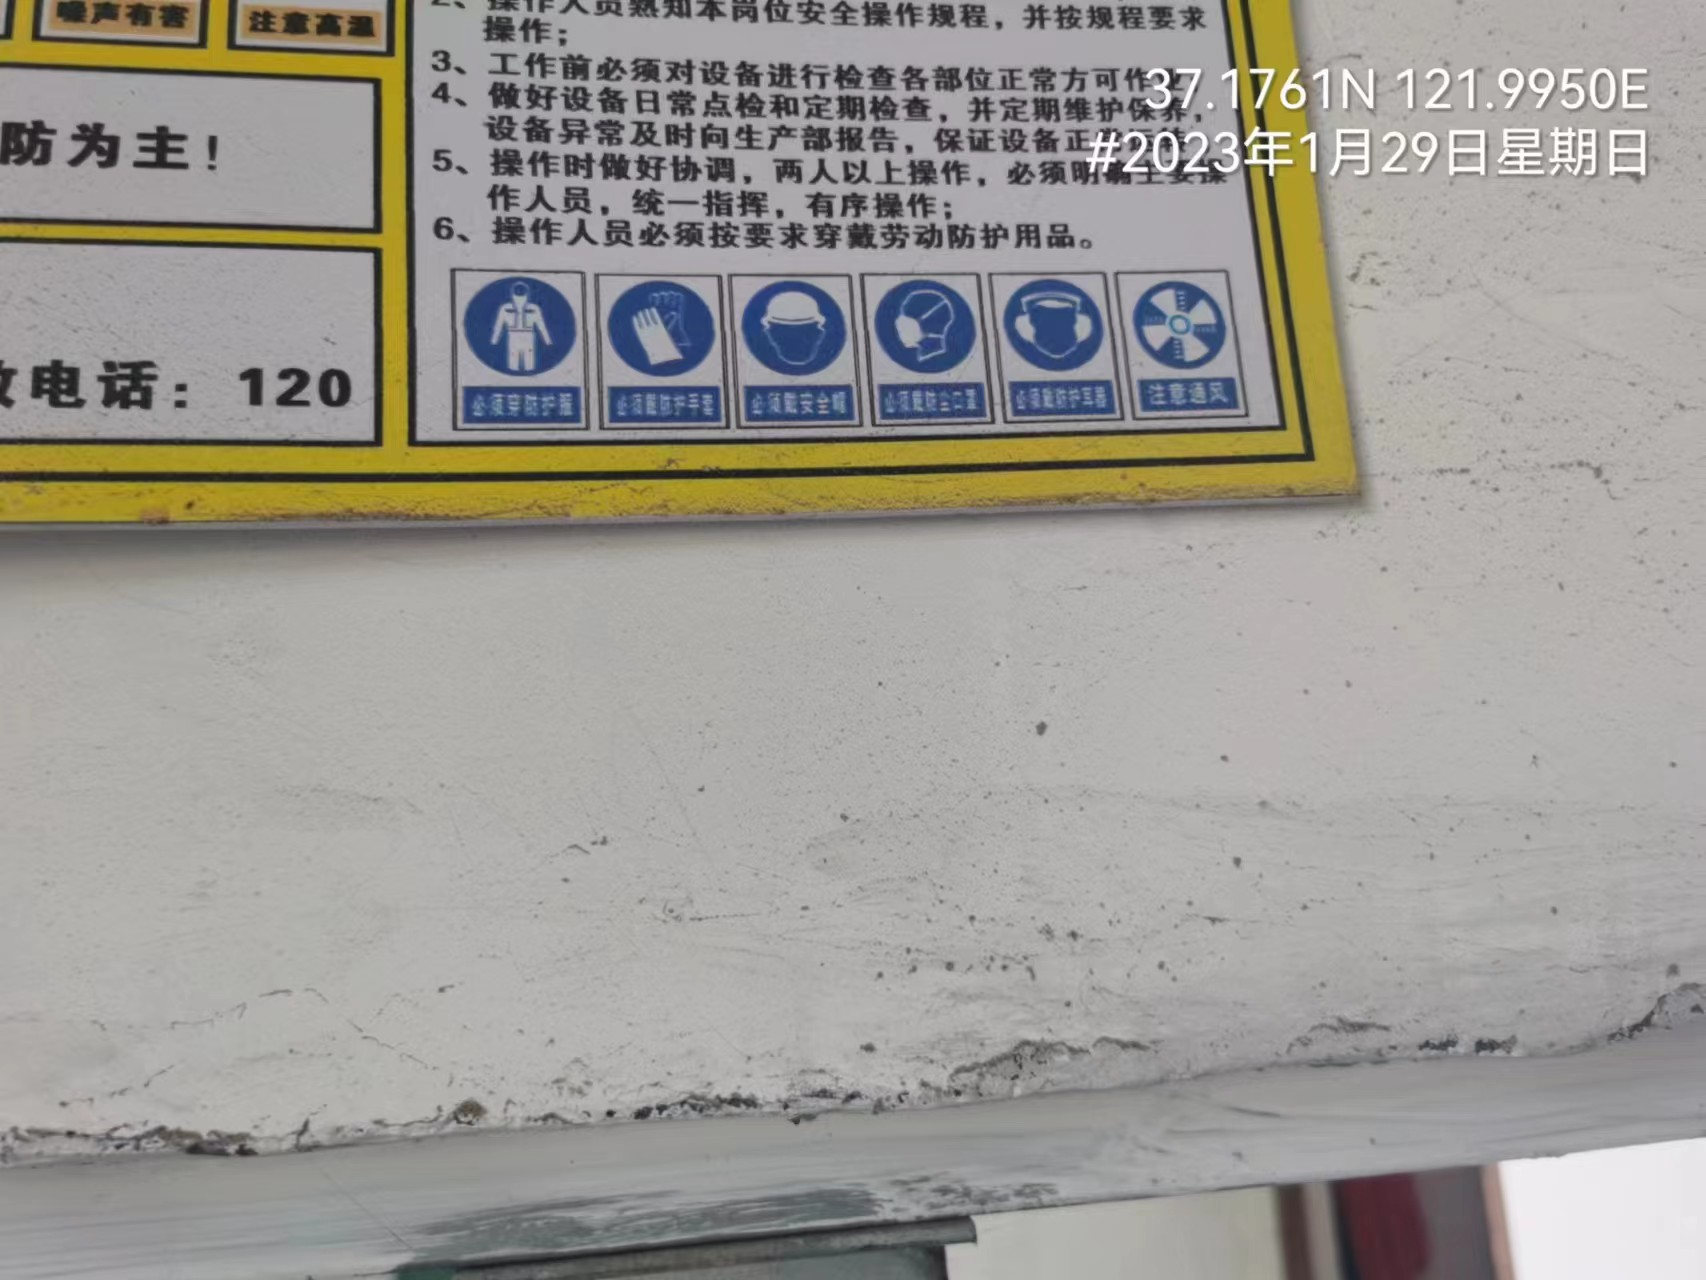 噪声有害
注意高温
防为主！
电话：120
2、操作人员熟知本岗位安全操作规程，并按规程要求
操作；
3、工作前必须对设备进行检查各部位正常方可作业
4、做好设备日常点检和定期检查，并定期维护保养，
设备异常及时向生产部报告，保证设备正
5、操作时做好协调，两人以上操作，必须明确主要操
作人员，统一指挥，有序操作；
6、操作人员必须按要求穿戴劳动防护用品。
必须穿防护服
必须戴防护手套
必须戴安全帽
必须戴防尘口罩
必须戴防护耳器
注意通风
37.1761N 121.9950E
#2023年1月29日星期日